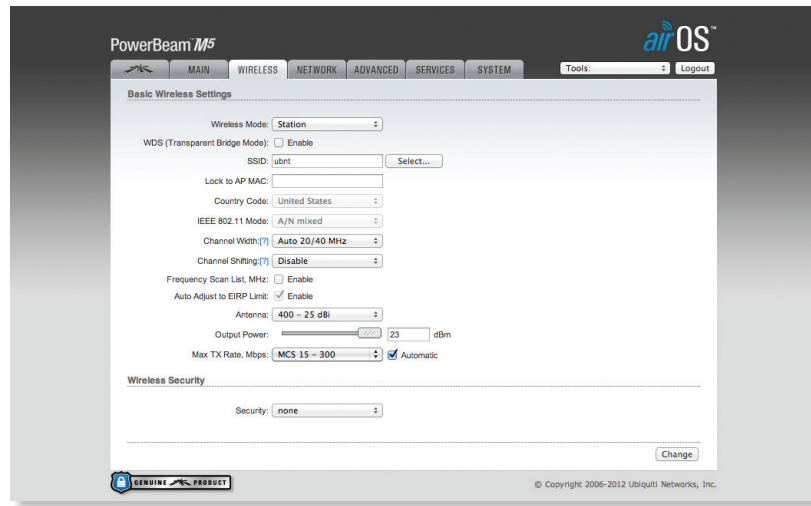 PowerBeam M5
airOS™
MAIN WIRELESS NETWORK ADVANCED SERVICES SYSTEM Tools: Logout
Basic Wireless Settings
Wireless Mode: Station
WDS (Transparent Bridge Mode): Enable
SSID: ubnt Select...
Lock to AP MAC:
Country Code: United States
IEEE 802.11 Mode: A/N mixed
Channel Width:[?] Auto 20/40 MHz
Channel Shifting:[?] Disable
Frequency Scan List, MHz: Enable
Auto Adjust to EIRP Limit: Enable
Antenna: 400 - 25 dBi
Output Power: 23 dBm
Max TX Rate, Mbps: MCS 15 - 300 Automatic
Wireless Security
Security: none
Change
GENUINE PRODUCT
© Copyright 2006-2012 Ubiquiti Networks, Inc.